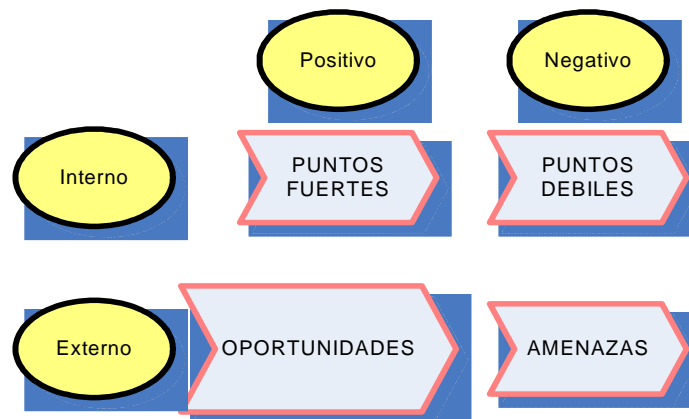 Positivo
Negativo
Interno
PUNTOS
FUERTES
PUNTOS
DEBILES
Externo
OPORTUNIDADES
AMENAZAS